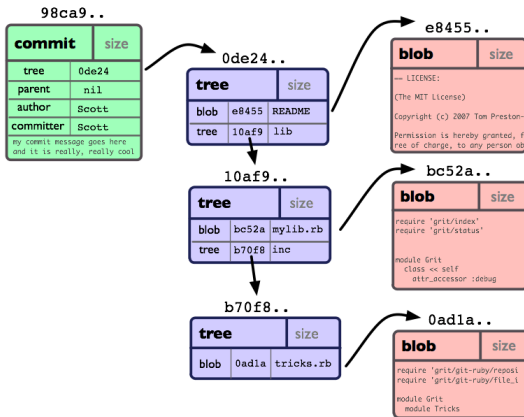 98ca9..
commit size
tree 0de24
parent nil
author Scott
committer Scott
my commit message goes here
and it is really, really cool
0de24..
tree size
blob e8455 README
tree 10af9 lib
e8455..
blob size
== LICENSE:
(The MIT License)
Copyright (c) 2007 Tom Preston-
Permission is hereby granted, f
ree of charge, to any person ob
10af9..
tree size
blob bc52a mylib.rb
tree b70f8 inc
bc52a..
blob size
require 'grit/index'
require 'grit/status'
module Grit
class << self
attr_accessor :debug
b70f8..
tree size
blob 0ad1a tricks.rb
0ad1a..
blob size
require 'grit/git-ruby/reposi
require 'grit/git-ruby/file_i
module Grit
module Tricks